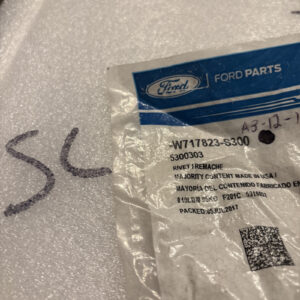 Ford
FORD PARTS
A3-12-1
-W717823-S300
5300303
RIVET / REMACHE
MAJORITY CONTENT MADE IN USA /
MAYORIA DEL CONTENIDO FABRICADO EN
PACKED: 05JUL2017
SC